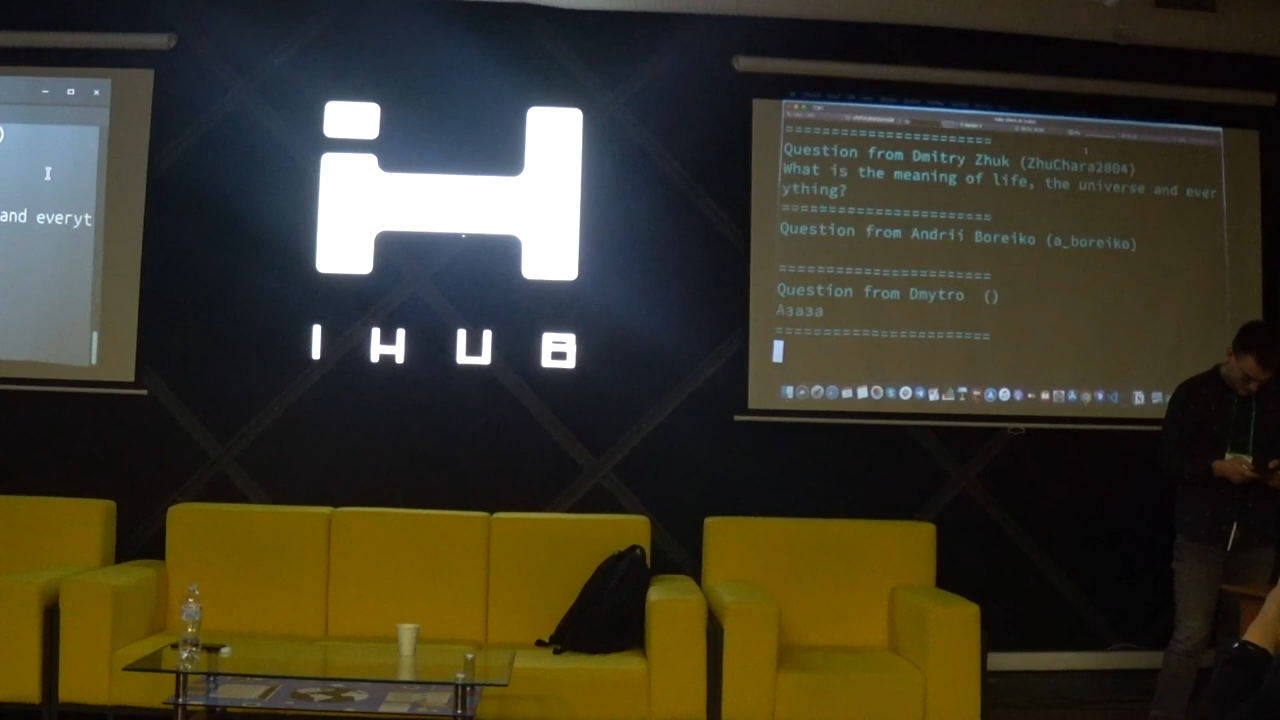 and everyt
IHUB
=======================
Question from Dmitry Zhuk (ZhuChara2004)
What is the meaning of life, the universe and ever
ything?
=======================
Question from Andrii Boreiko (a_boreiko)
=======================
Question from Dmytro  ()
Азаза
=======================